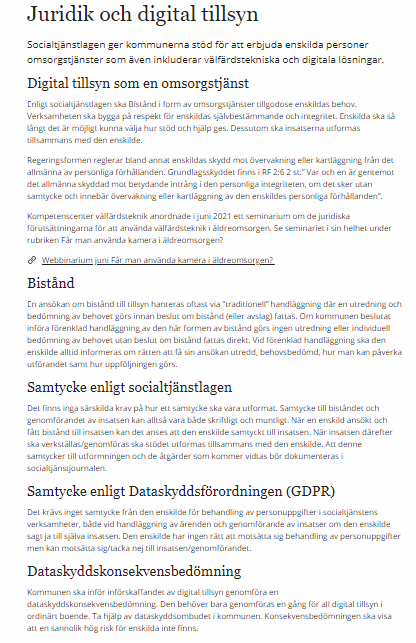 Juridik och digital tillsyn
Socialtjänstlagen ger kommunerna stöd för att erbjuda enskilda personer
omsorgstjänster som även inkluderar välfärdstekniska och digitala lösningar.
Digital tillsyn som en omsorgstjänst
Enligt socialtjänstlagen ska Bistånd i form av omsorgstjänster tillgodose enskildas behov.
Verksamheten ska bygga på respekt för enskildas självbestämmande och integritet. Enskilda ska så
långt det är möjligt kunna välja hur stöd och hjälp ges. Dessutom ska insatserna utformas
tillsammans med den enskilde.
Regeringsformen reglerar bland annat enskildas skydd mot övervakning eller kartläggning från det
allmänna av personliga förhållanden. Grundlagsskyddet finns i RF 2:6 2 st:" Var och en är gentemot
det allmänna skyddad mot betydande intrång i den personliga integriteten, om det sker utan
samtycke och innebär övervakning eller kartläggning av den enskildes personliga förhållanden".
Kompetenscenter välfärdsteknik anordnade i juni 2021 ett seminarium om de juridiska
förutsättningarna för att använda välfärdsteknik i äldreomsorgen. Se seminariet i sin helhet under
rubriken Får man använda kamera i äldreomsorgen?
Webbinarium juni Får man använda kamera i äldreomsorgen?
Bistånd
En ansökan om bistånd till tillsyn hanteras oftast via "traditionell" handläggning där en utredning och
bedömning av behovet görs innan beslut om bistånd (eller avslag) fattas. Om kommunen beslutat
införa förenklad handläggning av den här formen av bistånd görs ingen utredning eller individuell
bedömning av behovet utan beslut om bistånd fattas direkt. Vid förenklad handläggning ska den
enskilde alltid informeras om rätten att få sin ansökan utredd, behovsbedömd, hur man kan påverka
utförandet samt hur uppföljningen görs.
Samtycke enligt socialtjänstlagen
Det finns inga särskilda krav på hur ett samtycke ska vara utformat. Samtycke till biståndet och
genomförandet av insatsen kan alltså vara både skriftligt och muntligt. När en enskild ansökt och
fått bistånd till insatsen kan det anses att den enskilde samtyckt till insatsen. När insatsen därefter
ska verkställas/genomföras ska stödet utformas tillsammans med den enskilde. Att denne
samtycker till utformningen och de åtgärder som kommer vidtas bör dokumenteras i
socialtjänstjournalen.
Samtycke enligt Dataskyddsförordningen (GDPR)
Det krävs inget samtycke från den enskilde för behandling av personuppgifter i socialtjänstens
verksamheter, både vid handläggning av ärenden och genomförande av insatser om den enskilde
sagt ja till själva insatsen. Den enskilde har ingen rätt att motsätta sig behandling av personuppgifter
men kan motsätta sig/tacka nej till insatsen/genomförandet.
Dataskyddskonsekvensbedömning
Kommunen ska inför införskaffandet av digital tillsyn genomföra en
dataskyddskonsekvensbedömning. Den behöver bara genomföras en gång för all digital tillsyn i
ordinärt boende. Ta hjälp av dataskyddsombudet i kommunen. Konsekvensbedömningen ska visa
att en sannolik hög risk för enskilda inte finns.